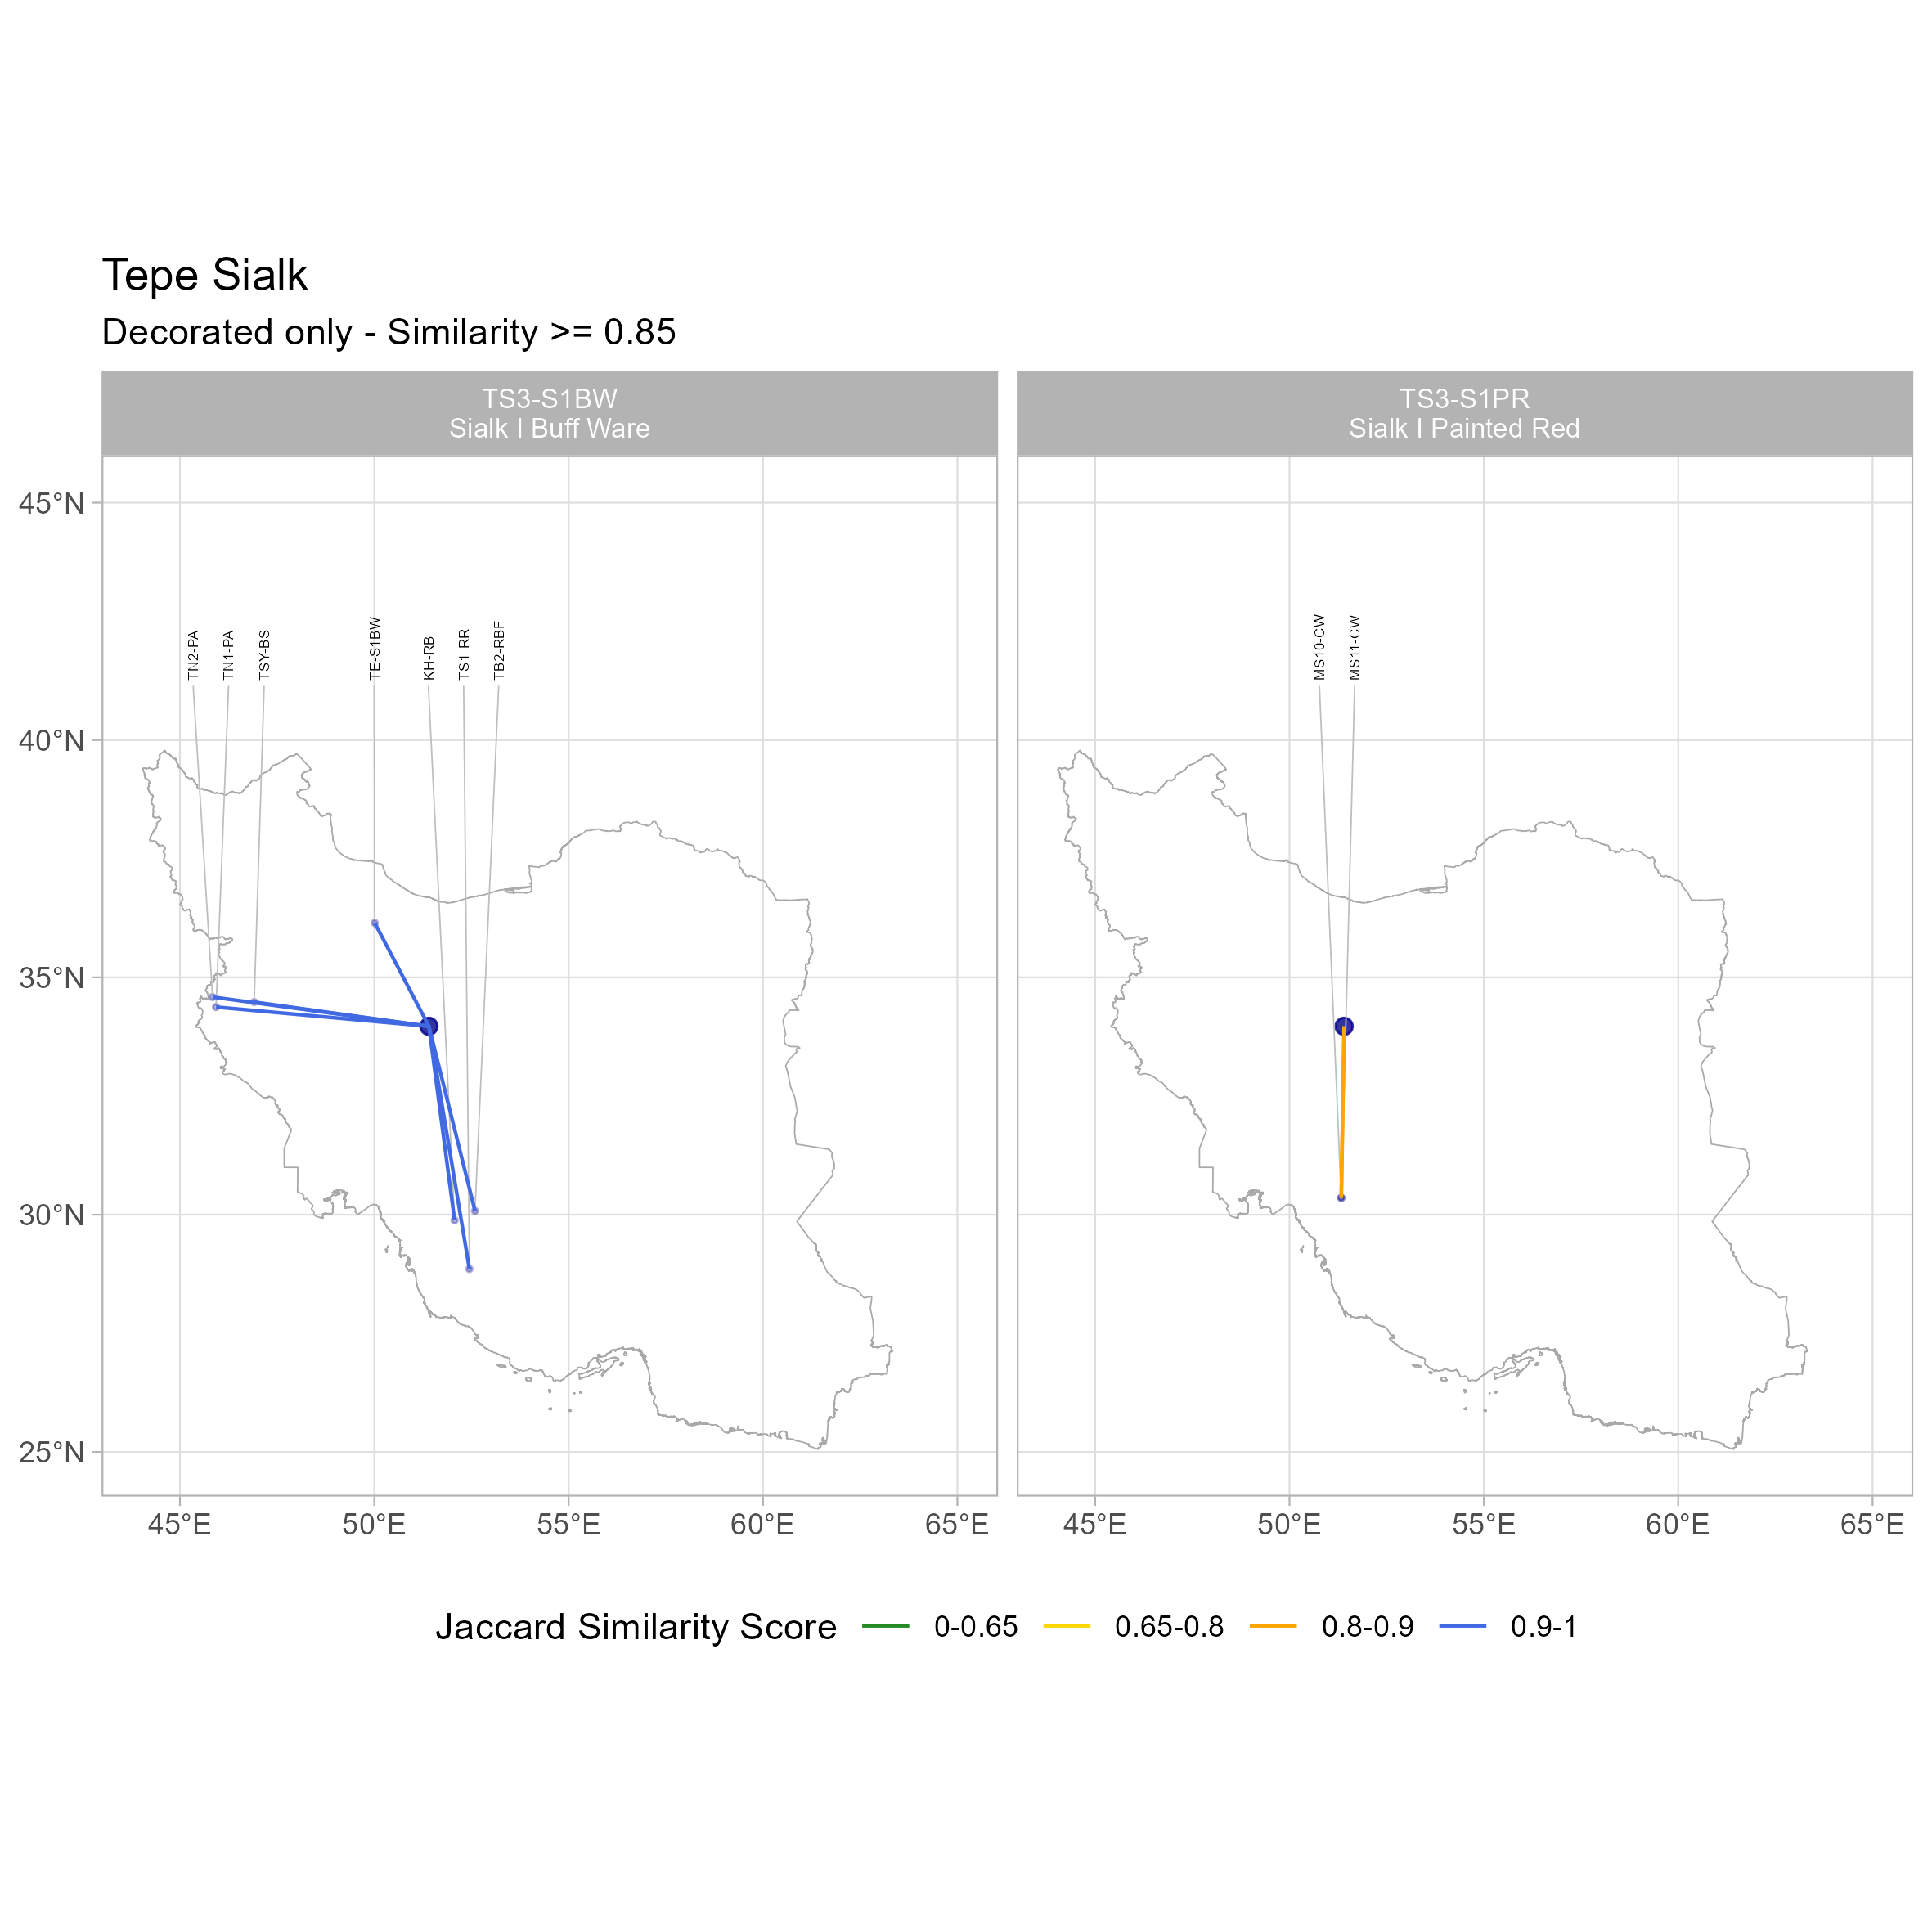 Tepe Sialk
Decorated only - Similarity >= 0.85
TS3-S1BW
Sialk I Buff Ware
TS3-S1PR
Sialk I Painted Red
45°N
40°N
35°N
30°N
25°N
TN2-PA
TN1-PA
TSY-BS
TE-S1BW
KH-RB
TS1-RR
TB2-RBF
MS10-CW
MS11-CW
45°E 50°E 55°E 60°E 65°E
45°E 50°E 55°E 60°E 65°E
Jaccard Similarity Score 0-0.65 0.65-0.8 0.8-0.9 0.9-1